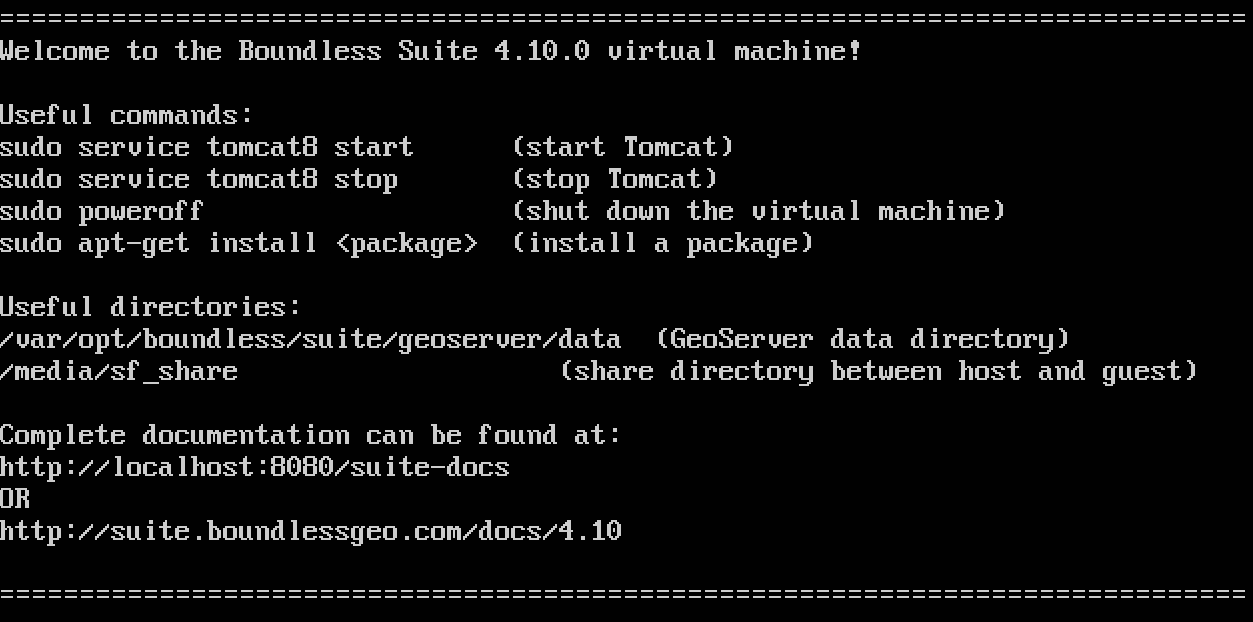 ===============================================================================
Welcome to the Boundless Suite 4.10.0 virtual machine!
Useful commands:
sudo service tomcat8 start      (start Tomcat)
sudo service tomcat8 stop       (stop Tomcat)
sudo poweroff                   (shut down the virtual machine)
sudo apt-get install <package>  (install a package)
Useful directories:
/var/opt/boundless/suite/geoserver/data  (GeoServer data directory)
/media/sf_share                    (share directory between host and guest)
Complete documentation can be found at:
http://localhost:8080/suite-docs
OR
http://suite.boundlessgeo.com/docs/4.10
===============================================================================